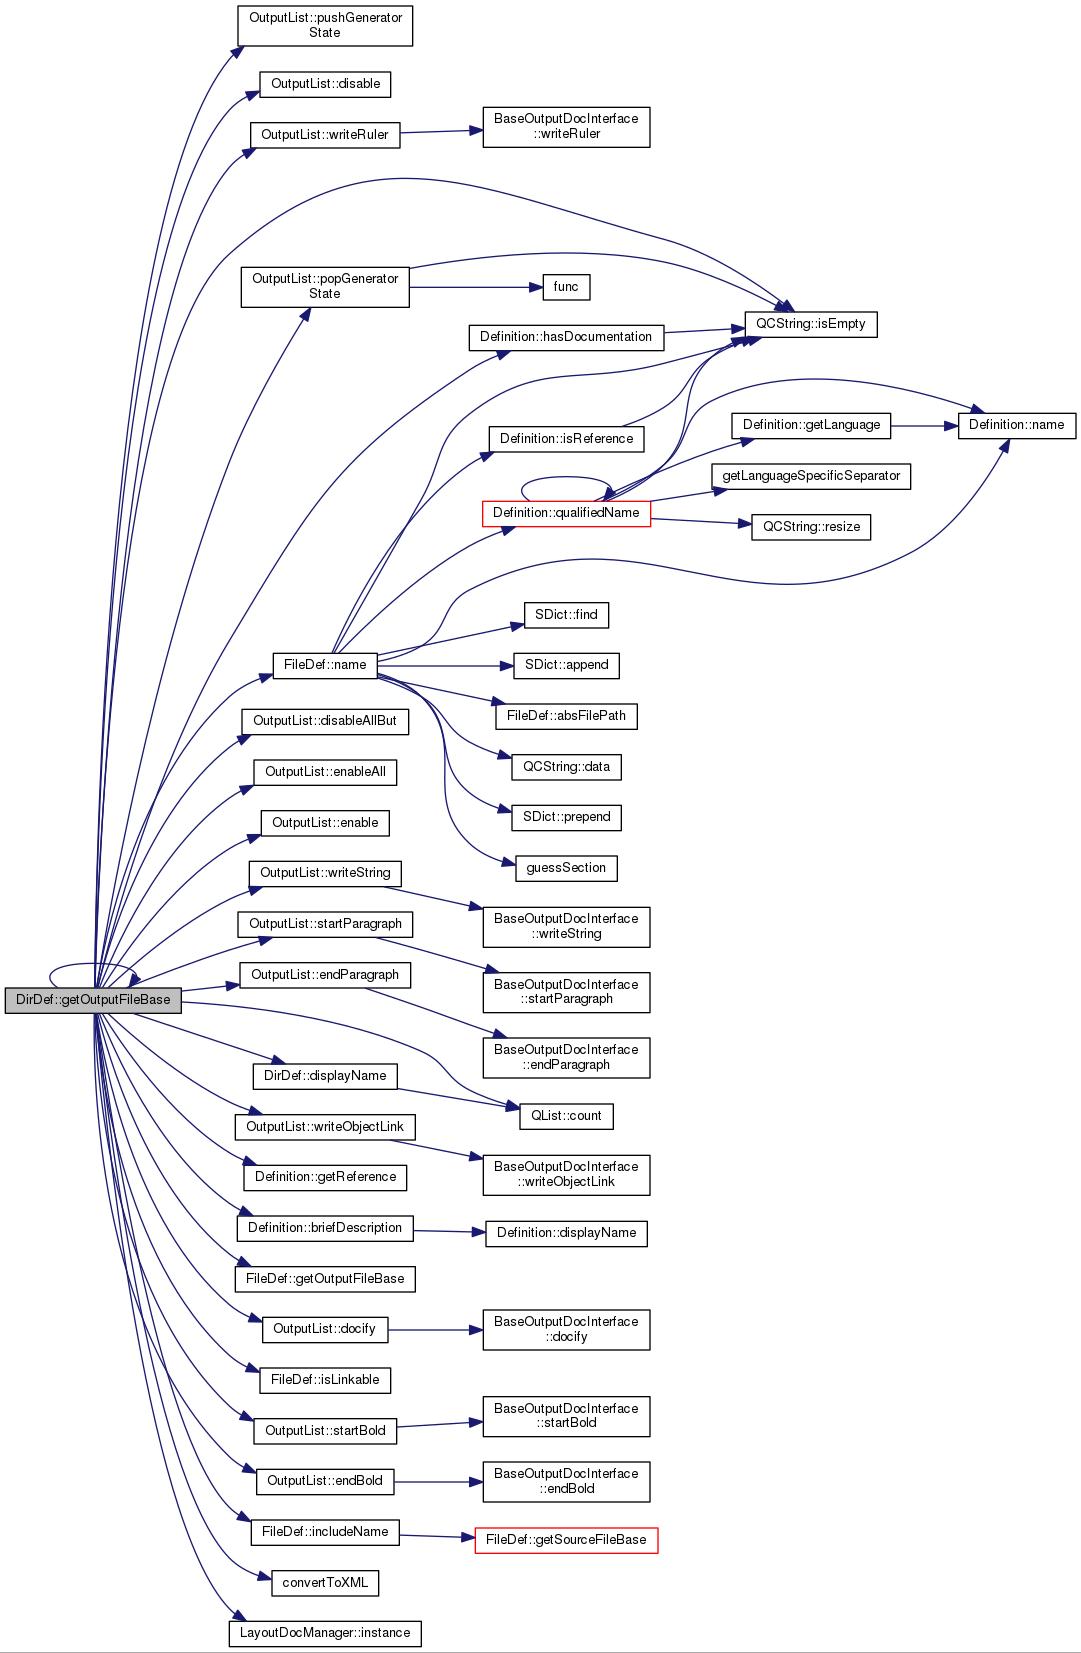 OutputList::pushGenerator
State
OutputList::disable
OutputList::writeRuler
BaseOutputDocInterface
::writeRuler
OutputList::popGenerator
State
func
QCString::isEmpty
Definition::hasDocumentation
Definition::isReference
Definition::getLanguage
Definition::name
getLanguageSpecificSeparator
Definition::qualifiedName
QCString::resize
SDict::find
FileDef::name
SDict::append
FileDef::absFilePath
OutputList::disableAllBut
QCString::data
OutputList::enableAll
SDict::prepend
OutputList::enable
guessSection
OutputList::writeString
BaseOutputDocInterface
::writeString
OutputList::startParagraph
OutputList::endParagraph
BaseOutputDocInterface
::startParagraph
DirDef::getOutputFileBase
BaseOutputDocInterface
::endParagraph
DirDef::displayName
QList::count
OutputList::writeObjectLink
BaseOutputDocInterface
::writeObjectLink
Definition::getReference
Definition::briefDescription
Definition::displayName
FileDef::getOutputFileBase
OutputList::docify
BaseOutputDocInterface
::docify
FileDef::isLinkable
OutputList::startBold
BaseOutputDocInterface
::startBold
OutputList::endBold
BaseOutputDocInterface
::endBold
FileDef::includeName
FileDef::getSourceFileBase
convertToXML
LayoutDocManager::instance